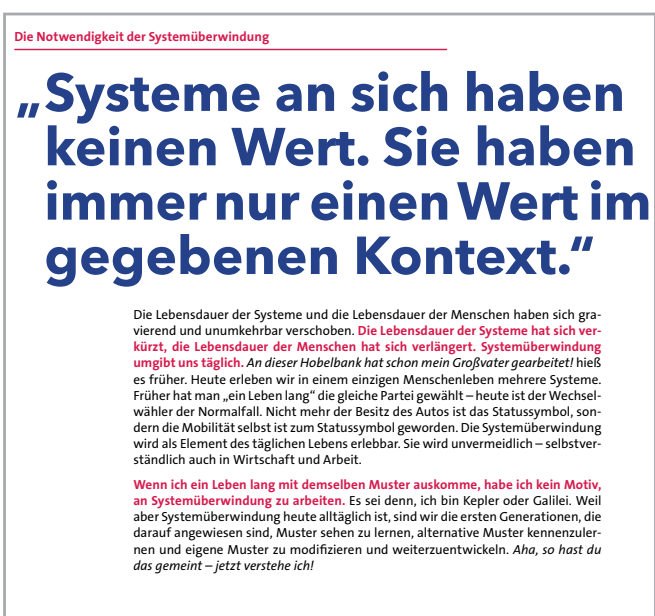 Die Notwendigkeit der Systemüberwindung
„Systeme an sich haben
keinen Wert. Sie haben
immer nur einen Wert im
gegebenen Kontext.“
Die Lebensdauer der Systeme und die Lebensdauer der Menschen haben sich gra-
vierend und unumkehrbar verschoben. Die Lebensdauer der Systeme hat sich ver-
kürzt, die Lebensdauer der Menschen hat sich verlängert. Systemüberwindung
umgibt uns täglich. An dieser Hobelbank hat schon mein Großvater gearbeitet! hieß
es früher. Heute erleben wir in einem einzigen Menschenleben mehrere Systeme.
Früher hat man „ein Leben lang“ die gleiche Partei gewählt – heute ist der Wechsel-
wähler der Normalfall. Nicht mehr der Besitz des Autos ist das Statussymbol, son-
dern die Mobilität selbst ist zum Statussymbol geworden. Die Systemüberwindung
wird als Element des täglichen Lebens erlebbar. Sie wird unvermeidlich – selbstver-
ständlich auch in Wirtschaft und Arbeit.
Wenn ich ein Leben lang mit demselben Muster auskomme, habe ich kein Motiv,
an Systemüberwindung zu arbeiten. Es sei denn, ich bin Kepler oder Galilei. Weil
aber Systemüberwindung heute alltäglich ist, sind wir die ersten Generationen, die
darauf angewiesen sind, Muster sehen zu lernen, alternative Muster kennenzuler-
nen und eigene Muster zu modifizieren und weiterzuentwickeln. Aha, so hast du
das gemeint – jetzt verstehe ich!